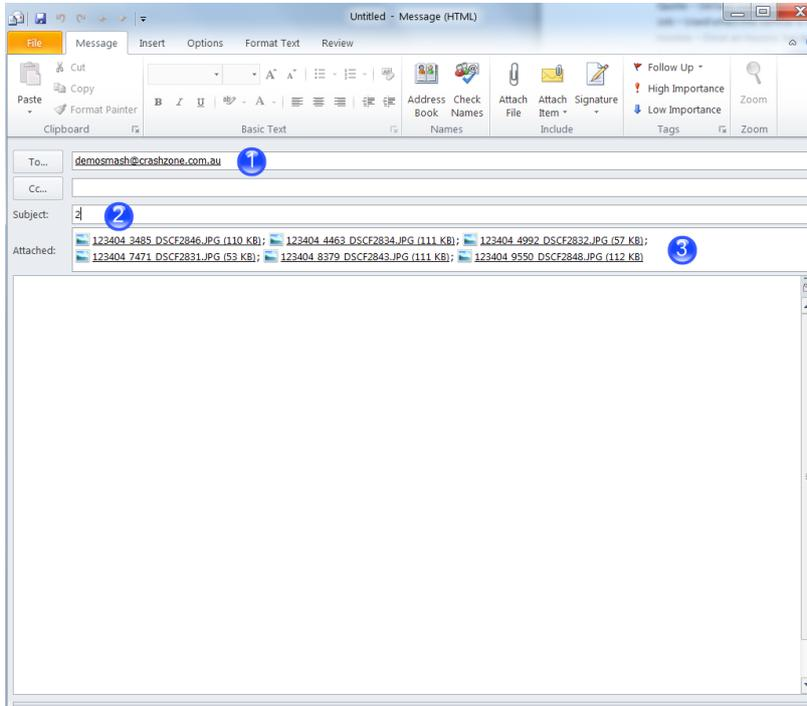 Untitled - Message (HTML)
File Message Insert Options Format Text Review
Cut
Copy
Format Painter
Paste
Clipboard
B I U
A A
Basic Text
Address Book
Check Names
Names
Attach File
Attach Item
Signature
Include
Follow Up
High Importance
Low Importance
Tags
Zoom
Zoom
To... demosmash@crashzone.com.au 1
Cc...
Subject: 2 2
Attached: 123404 3485 DSCF2846.JPG (110 KB); 123404 4463 DSCF2834.JPG (111 KB); 123404 4992 DSCF2832.JPG (57 KB); 3
123404 7471 DSCF2831.JPG (53 KB); 123404 8379 DSCF2843.JPG (111 KB); 123404 9550 DSCF2848.JPG (112 KB)